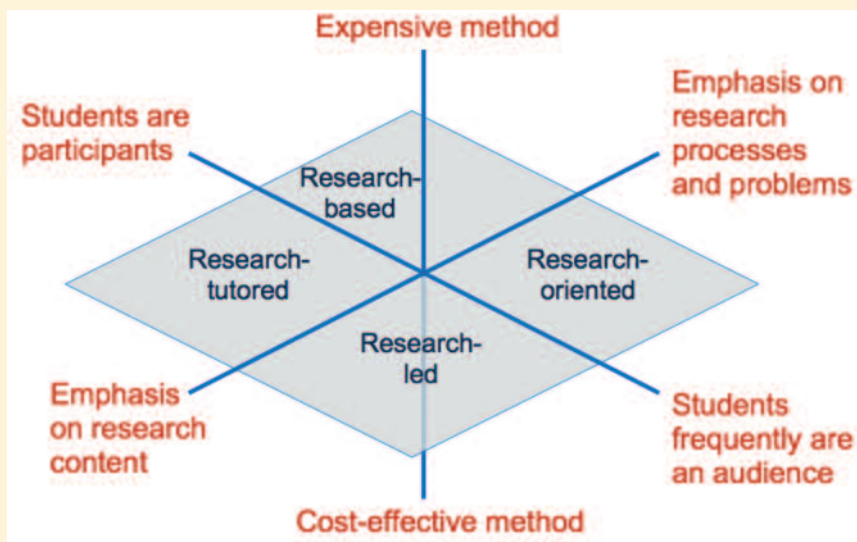 Expensive method
Emphasis on
research
processes
and problems
Students are
participants
Research-
based
Research-
tutored
Research-
oriented
Research-
led
Emphasis
on research
content
Students
frequently are
an audience
Cost-effective method